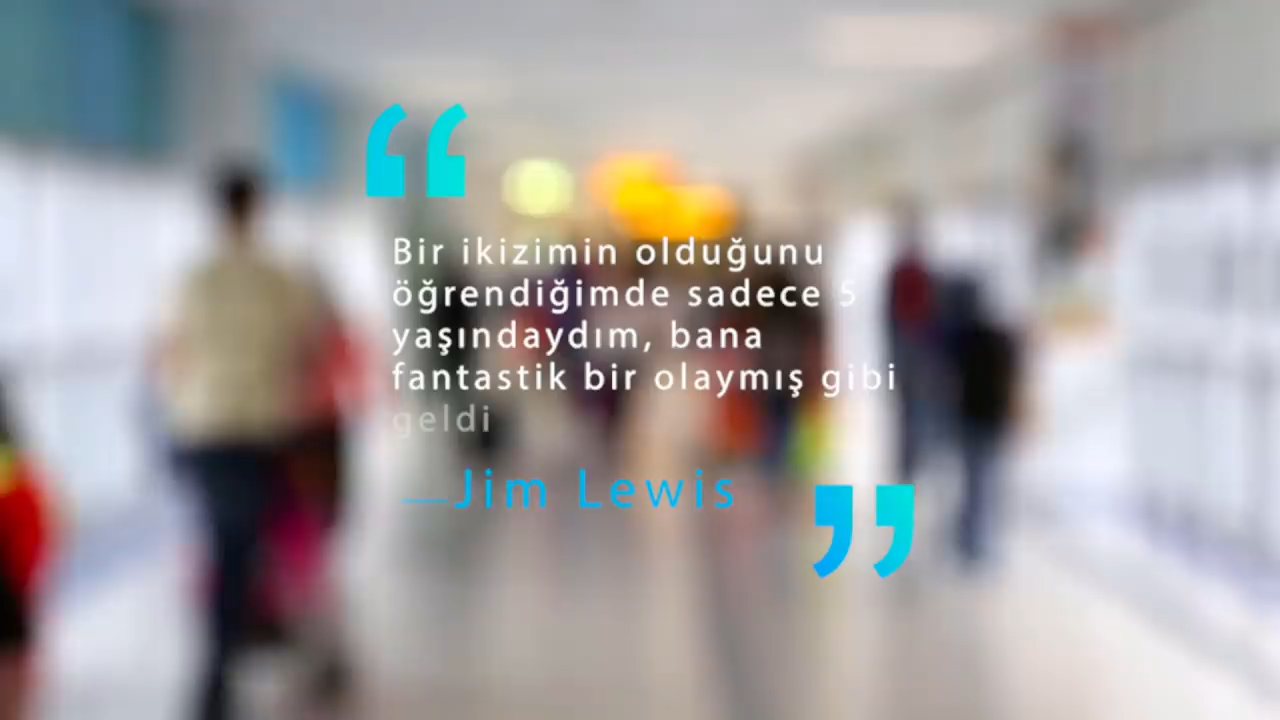 Bir ikizimin olduğunu
öğrendiğimde sadece 5
yaşındaydım, bana
fantastik bir olaymış gibi
geldi
—Jim Lewis